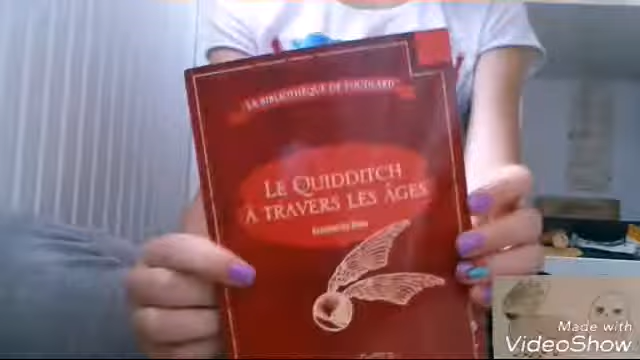 LA BIBLIOTHÈQUE DE POUDLARD
LE QUIDDITCH
À TRAVERS LES ÂGES
Made with
VideoShow